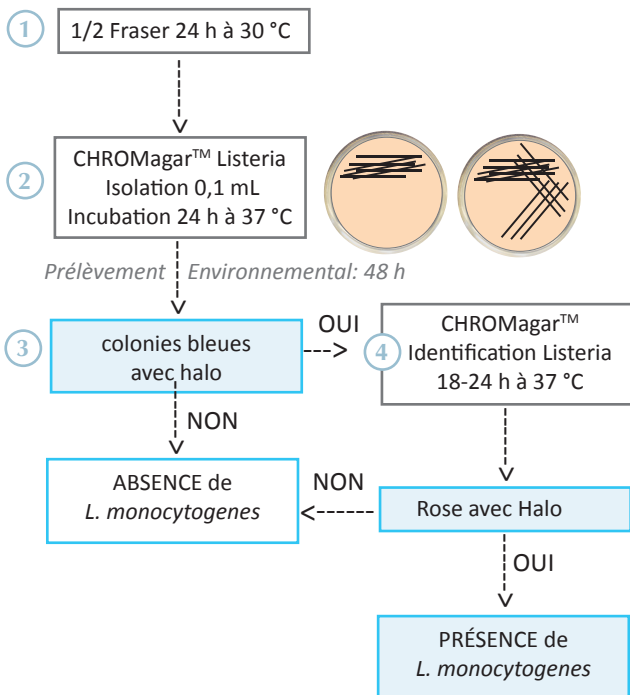 1
1/2 Fraser 24 h à 30 °C
2
CHROMagar™ Listeria
Isolation 0,1 mL
Incubation 24 h à 37 °C
Prélèvement Environnemental: 48 h
3
colonies bleues
avec halo
OUI
4
CHROMagar™
Identification Listeria
18-24 h à 37 °C
NON
ABSENCE de
L. monocytogenes
NON
Rose avec Halo
OUI
PRÉSENCE de
L. monocytogenes